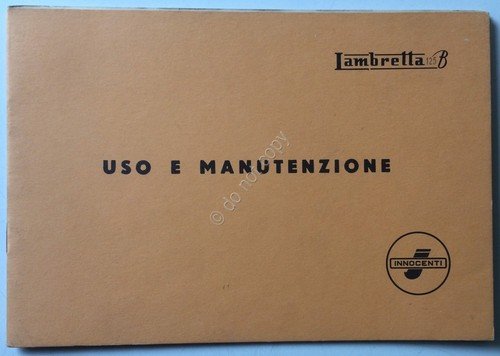 Lambretta 125 B
USO E MANUTENZIONE
© do not copy
INNOCENTI